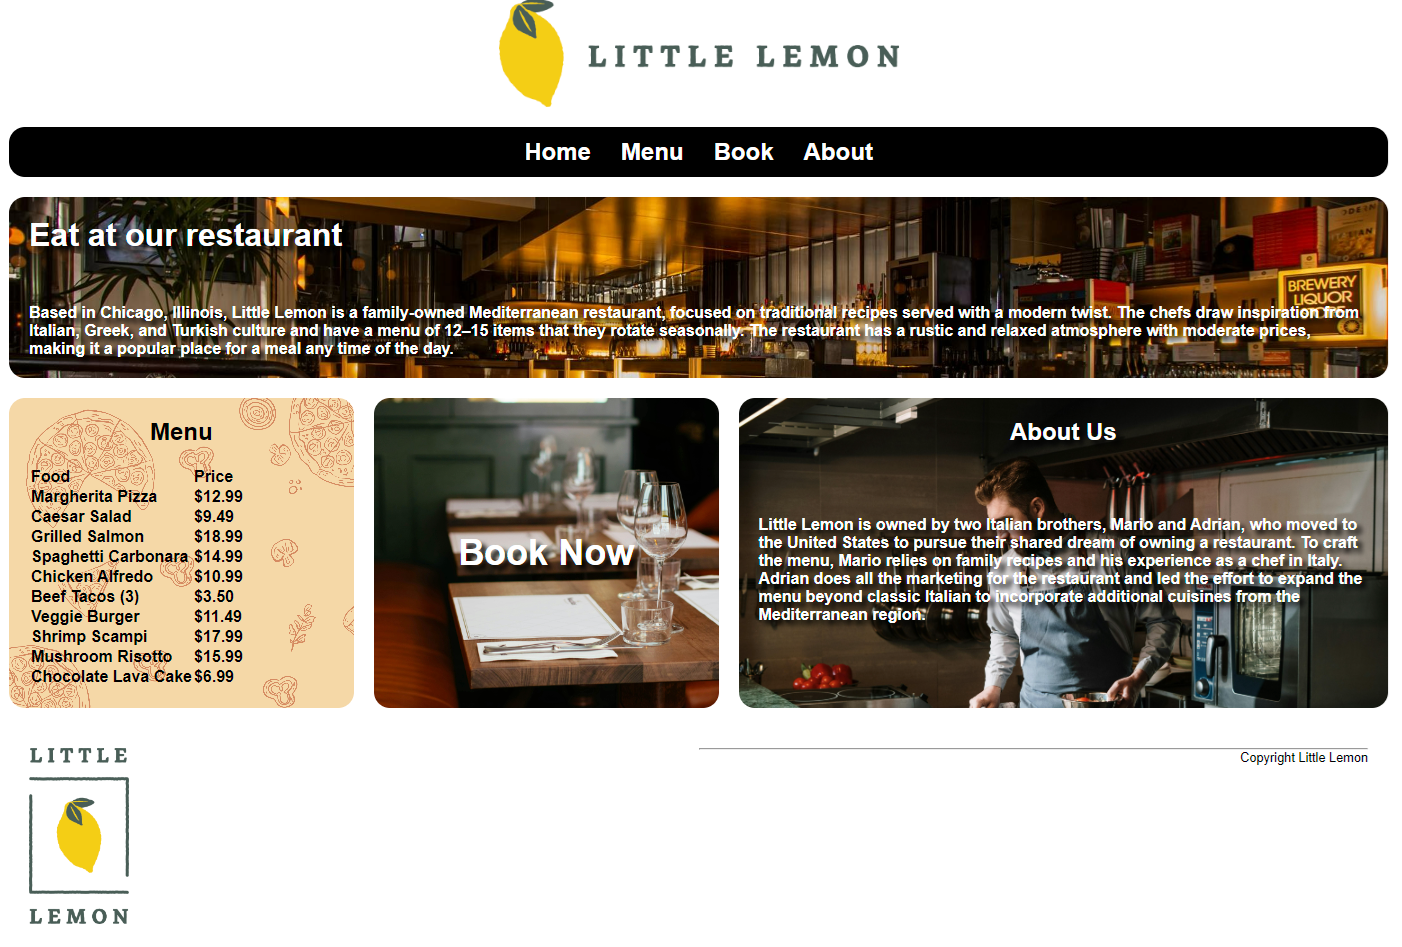 LITTLE LEMON
Home Menu Book About
Eat at our restaurant
Based in Chicago, Illinois, Little Lemon is a family-owned Mediterranean restaurant, focused on traditional recipes served with a modern twist. The chefs draw inspiration from
Italian, Greek, and Turkish culture and have a menu of 12–15 items that they rotate seasonally. The restaurant has a rustic and relaxed atmosphere with moderate prices,
making it a popular place for a meal any time of the day.
BREWERY
LIQUOR
Menu
Food Price
Margherita Pizza $12.99
Caesar Salad $9.49
Grilled Salmon $18.99
Spaghetti Carbonara $14.99
Chicken Alfredo $10.99
Beef Tacos (3) $3.50
Veggie Burger $11.49
Shrimp Scampi $17.99
Mushroom Risotto $15.99
Chocolate Lava Cake $6.99
Book Now
About Us
Little Lemon is owned by two Italian brothers, Mario and Adrian, who moved to
the United States to pursue their shared dream of owning a restaurant. To craft
the menu, Mario relies on family recipes and his experience as a chef in Italy.
Adrian does all the marketing for the restaurant and led the effort to expand the
menu beyond classic Italian to incorporate additional cuisines from the
Mediterranean region.
LITTLE
LEMON
Copyright Little Lemon